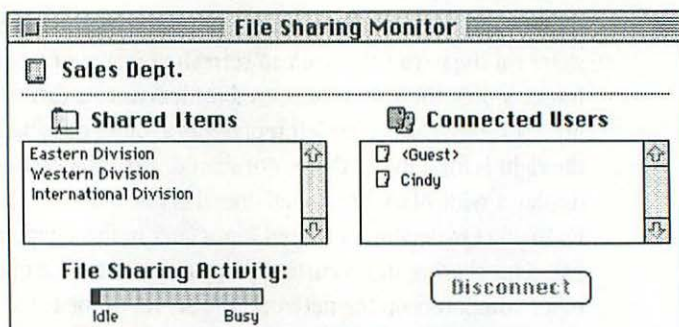 File Sharing Monitor
Sales Dept.
Shared Items
Connected Users
Eastern Division
Western Division
International Division
<Guest>
Cindy
File Sharing Activity:
Idle
Busy
Disconnect